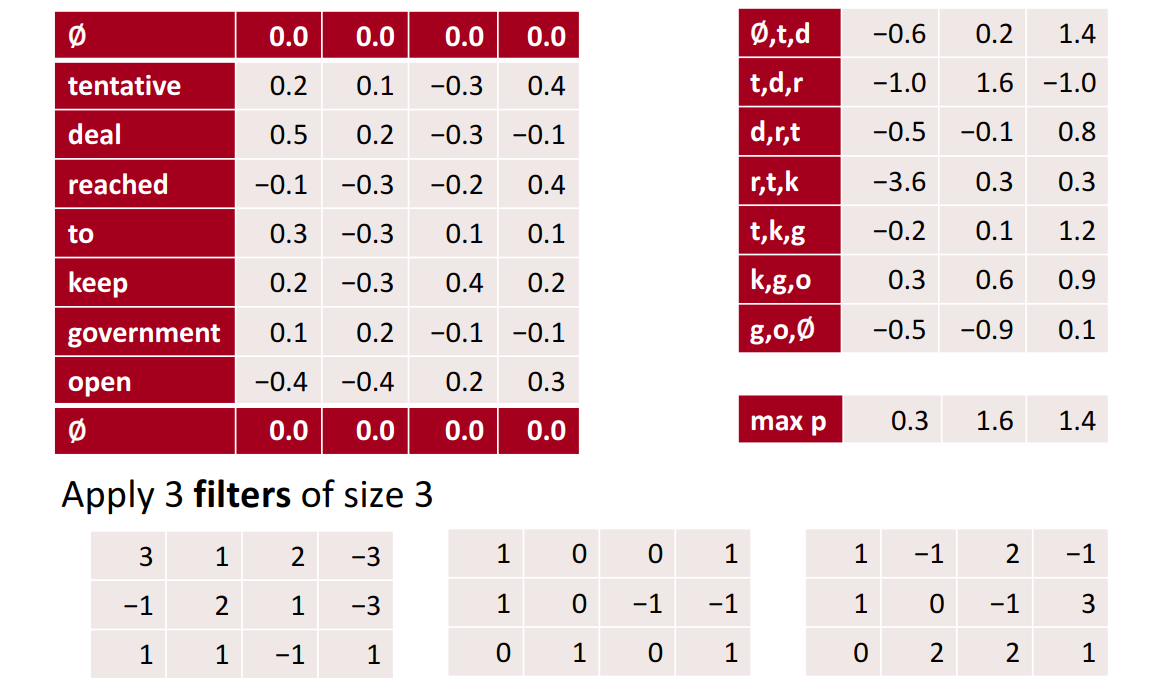 Ø 0.0 0.0 0.0 0.0
tentative 0.2 0.1 −0.3 0.4
deal 0.5 0.2 −0.3 −0.1
reached −0.1 −0.3 −0.2 0.4
to 0.3 −0.3 0.1 0.1
keep 0.2 −0.3 0.4 0.2
government 0.1 0.2 −0.1 −0.1
open −0.4 −0.4 0.2 0.3
Ø 0.0 0.0 0.0 0.0
Ø,t,d −0.6 0.2 1.4
t,d,r −1.0 1.6 −1.0
d,r,t −0.5 −0.1 0.8
r,t,k −3.6 0.3 0.3
t,k,g −0.2 0.1 1.2
k,g,o 0.3 0.6 0.9
g,o,Ø −0.5 −0.9 0.1
max p 0.3 1.6 1.4
Apply 3 filters of size 3
3 1 2 −3
−1 2 1 −3
1 1 −1 1
1 0 0 1
1 0 −1 −1
0 1 0 1
1 −1 2 −1
1 0 −1 3
0 2 2 1